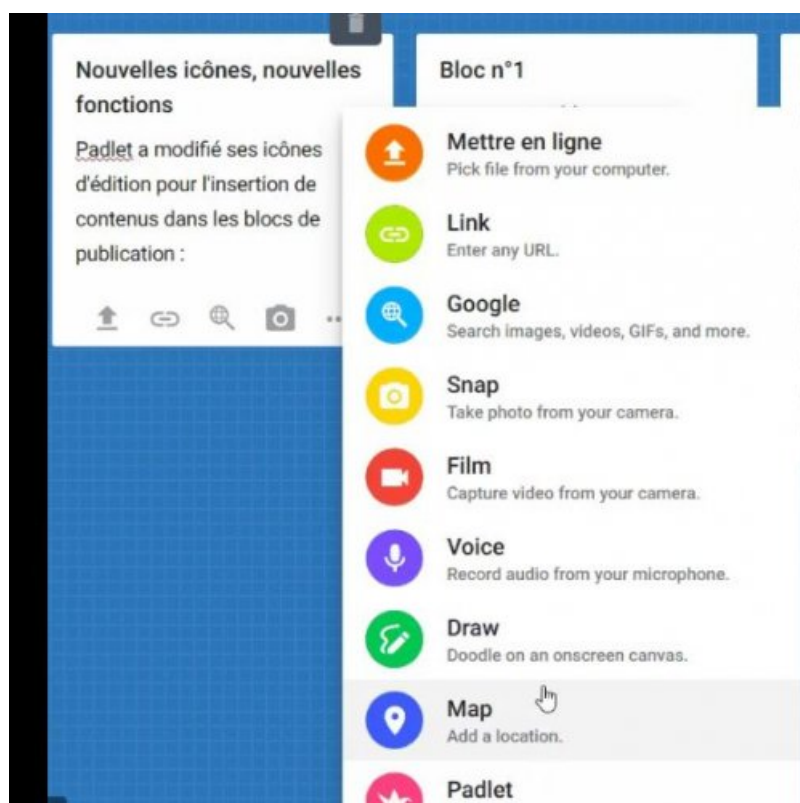 Nouvelles icônes, nouvelles
fonctions
Padlet a modifié ses icônes
d'édition pour l'insertion de
contenus dans les blocs de
publication :
Bloc n°1
Mettre en ligne
Pick file from your computer.
Link
Enter any URL.
Google
Search images, videos, GIFs, and more.
Snap
Take photo from your camera.
Film
Capture video from your camera.
Voice
Record audio from your microphone.
Draw
Doodle on an onscreen canvas.
Map
Add a location.
Padlet